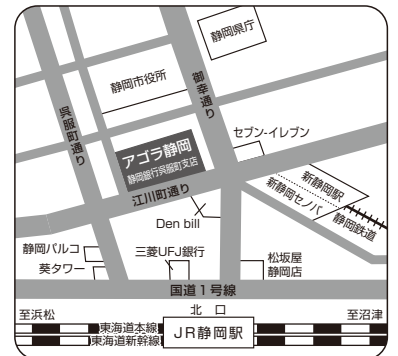 静岡県庁
静岡市役所
御幸通り
呉服町通り
セブン-イレブン
アゴラ静岡
静岡銀行呉服町支店
江川町通り
新静岡駅
新静岡セノバ
静岡鉄道
Den bill
静岡パルコ
葵タワー
三菱UFJ銀行
松坂屋
静岡店
国道1号線
至浜松
北 口
至沼津
東海道本線
東海道新幹線
JR静岡駅